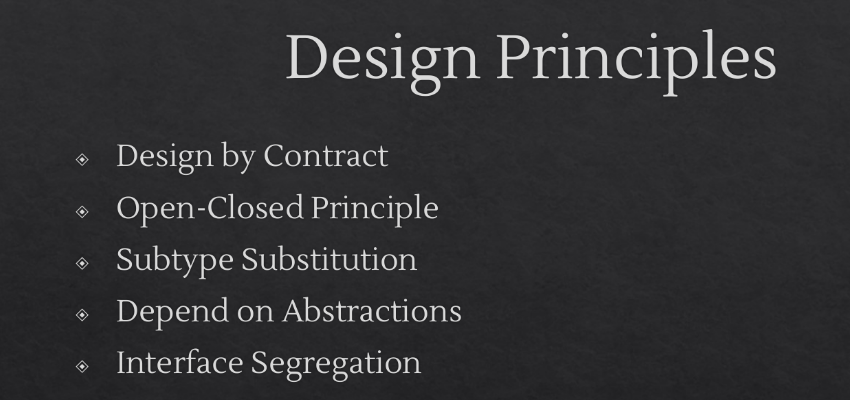 Design Principles
Design by Contract
Open-Closed Principle
Subtype Substitution
Depend on Abstractions
Interface Segregation